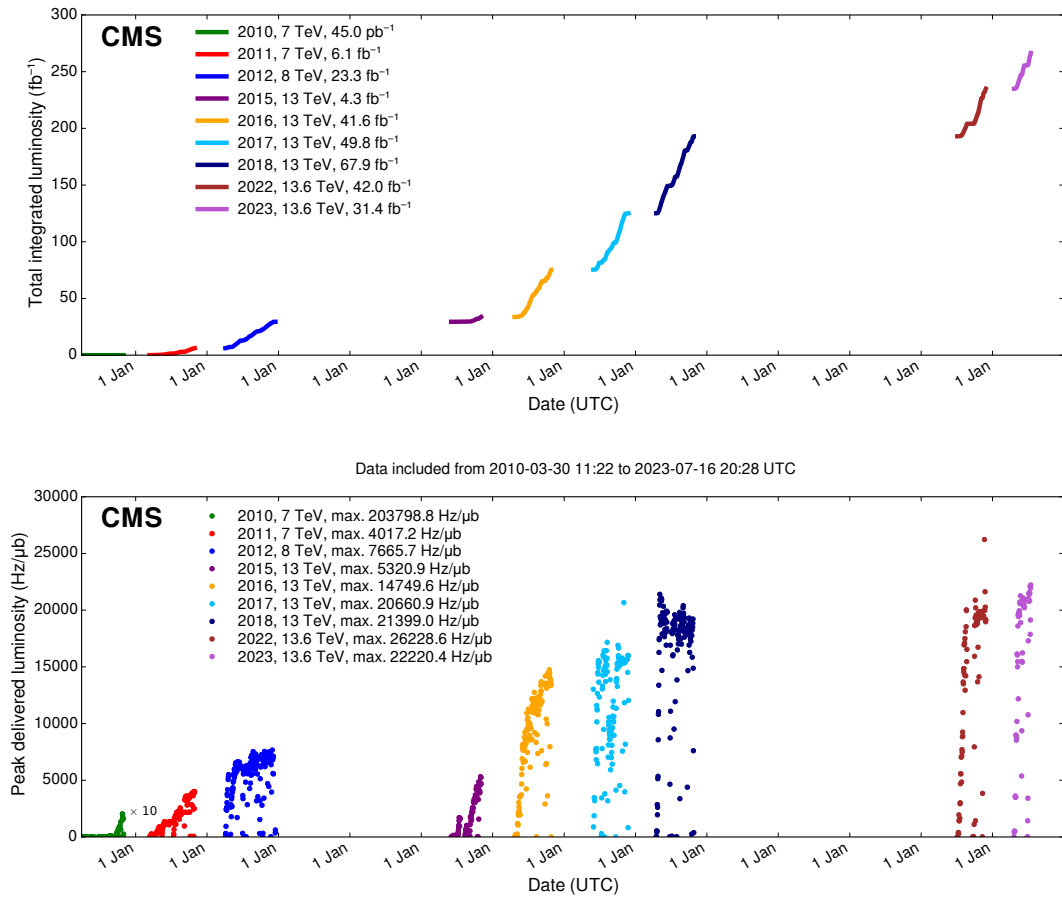 CMS
2010, 7 TeV, 45.0 pb⁻¹
2011, 7 TeV, 6.1 fb⁻¹
2012, 8 TeV, 23.3 fb⁻¹
2015, 13 TeV, 4.3 fb⁻¹
2016, 13 TeV, 41.6 fb⁻¹
2017, 13 TeV, 49.8 fb⁻¹
2018, 13 TeV, 67.9 fb⁻¹
2022, 13.6 TeV, 42.0 fb⁻¹
2023, 13.6 TeV, 31.4 fb⁻¹
Total integrated luminosity (fb⁻¹)
300
250
200
150
100
50
0
1 Jan 1 Jan 1 Jan 1 Jan 1 Jan 1 Jan 1 Jan 1 Jan 1 Jan 1 Jan 1 Jan 1 Jan 1 Jan
Date (UTC)
Data included from 2010-03-30 11:22 to 2023-07-16 20:28 UTC
CMS
2010, 7 TeV, max. 203798.8 Hz/μb
2011, 7 TeV, max. 4017.2 Hz/μb
2012, 8 TeV, max. 7665.7 Hz/μb
2015, 13 TeV, max. 5320.9 Hz/μb
2016, 13 TeV, max. 14749.6 Hz/μb
2017, 13 TeV, max. 20660.9 Hz/μb
2018, 13 TeV, max. 21399.0 Hz/μb
2022, 13.6 TeV, max. 26228.6 Hz/μb
2023, 13.6 TeV, max. 22220.4 Hz/μb
Peak delivered luminosity (Hz/μb)
30000
25000
20000
15000
10000
5000
0
× 10
1 Jan 1 Jan 1 Jan 1 Jan 1 Jan 1 Jan 1 Jan 1 Jan 1 Jan 1 Jan 1 Jan 1 Jan 1 Jan
Date (UTC)